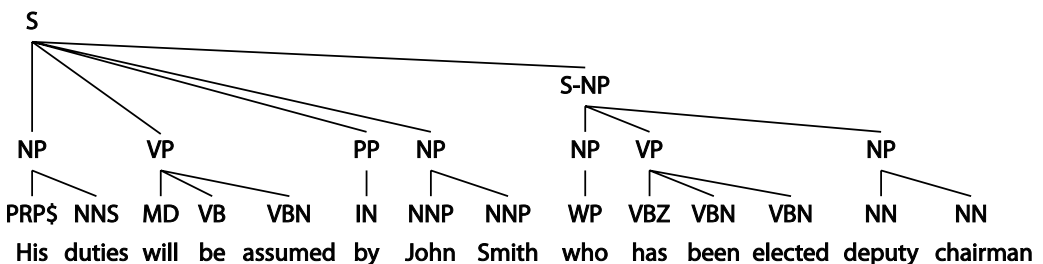 S
S-NP
NP VP PP NP NP VP NP
PRP$ NNS MD VB VBN IN NNP NNP WP VBZ VBN VBN NN NN
His duties will be assumed by John Smith who has been elected deputy chairman